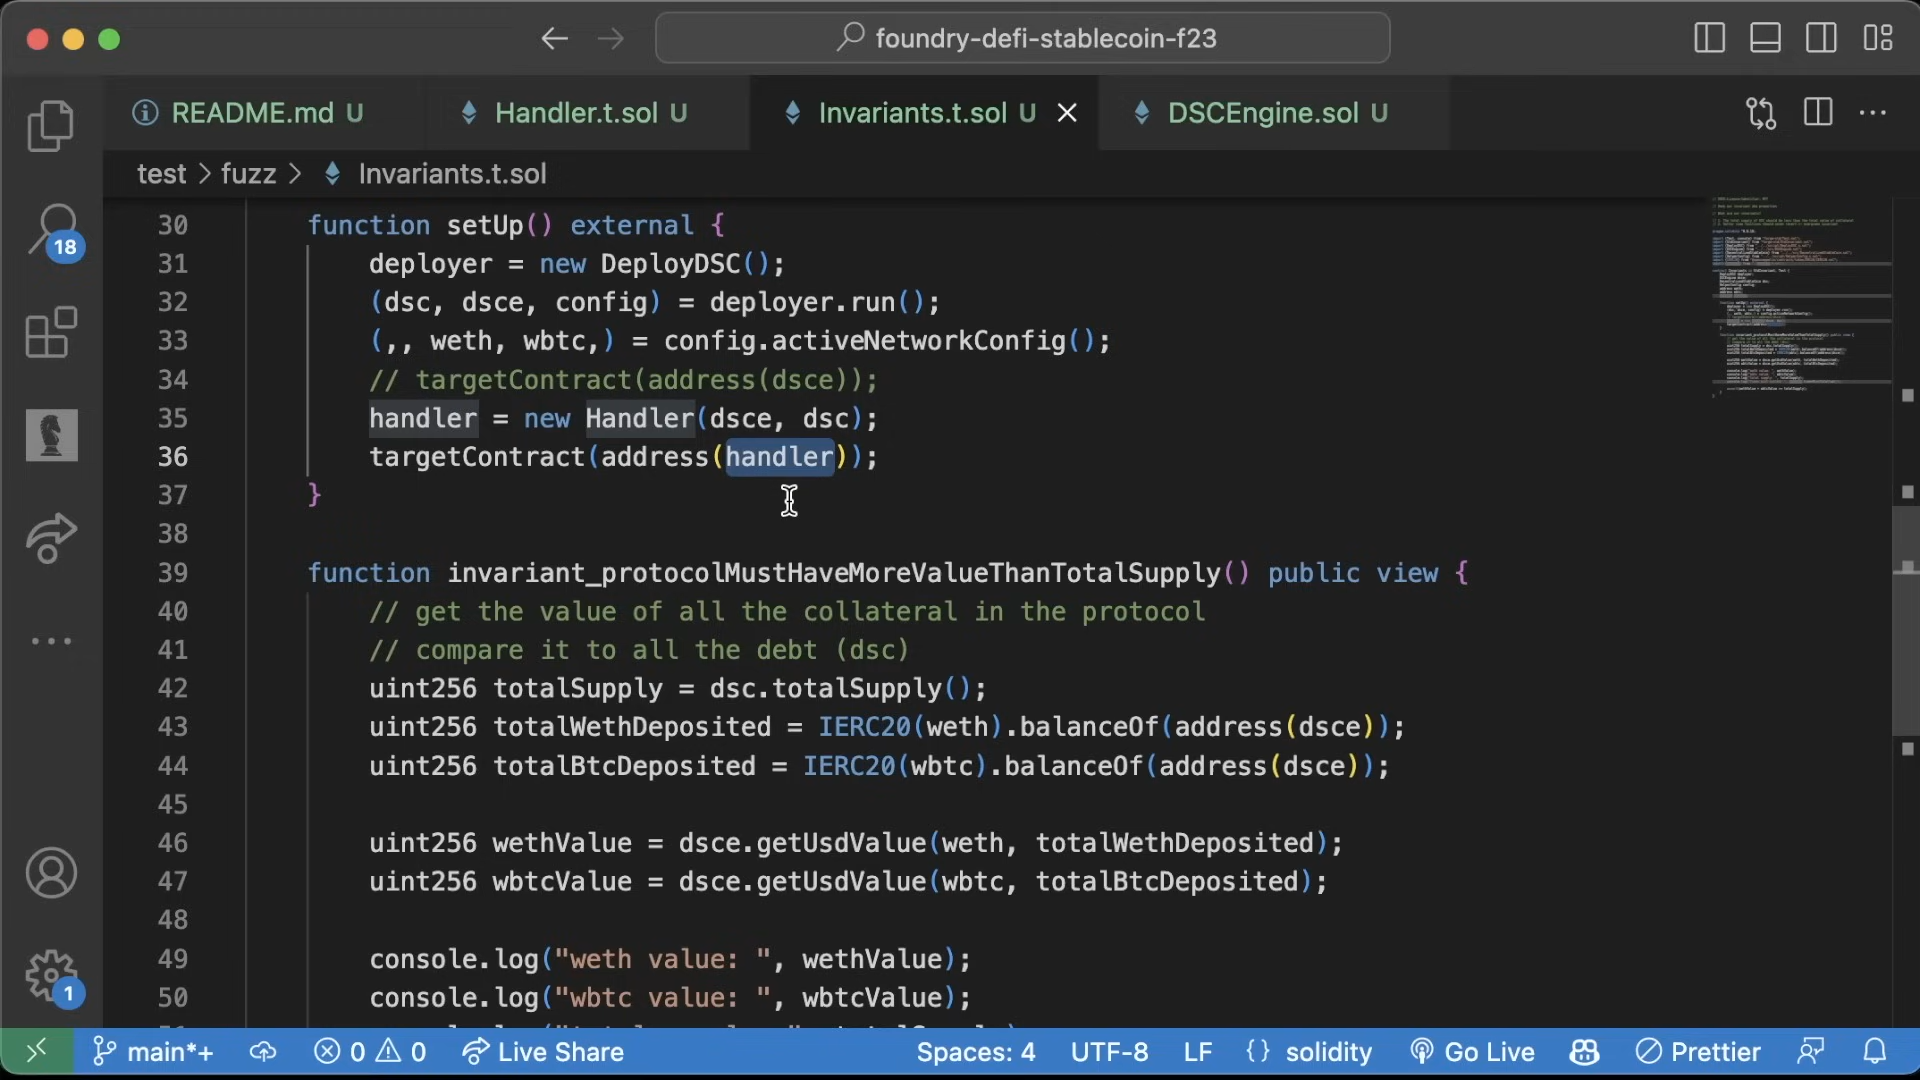 foundry-defi-stablecoin-f23
README.md U Handler.t.sol U Invariants.t.sol U DSCEngine.sol U
test > fuzz > Invariants.t.sol
30 function setUp() external {
31 deployer = new DeployDSC();
32 (dsc, dsce, config) = deployer.run();
33 (,, weth, wbtc,) = config.activeNetworkConfig();
34 // targetContract(address(dsce));
35 handler = new Handler(dsce, dsc);
36 targetContract(address(handler));
37 }
38
39 function invariant_protocolMustHaveMoreValueThanTotalSupply() public view {
40 // get the value of all the collateral in the protocol
41 // compare it to all the debt (dsc)
42 uint256 totalSupply = dsc.totalSupply();
43 uint256 totalWethDeposited = IERC20(weth).balanceOf(address(dsce));
44 uint256 totalBtcDeposited = IERC20(wbtc).balanceOf(address(dsce));
45
46 uint256 wethValue = dsce.getUsdValue(weth, totalWethDeposited);
47 uint256 wbtcValue = dsce.getUsdValue(wbtc, totalBtcDeposited);
48
49 console.log("weth value: ", wethValue);
50 console.log("wbtc value: ", wbtcValue);
18
1
main*+ 0 0 Live Share Spaces: 4 UTF-8 LF {} solidity Go Live Prettier